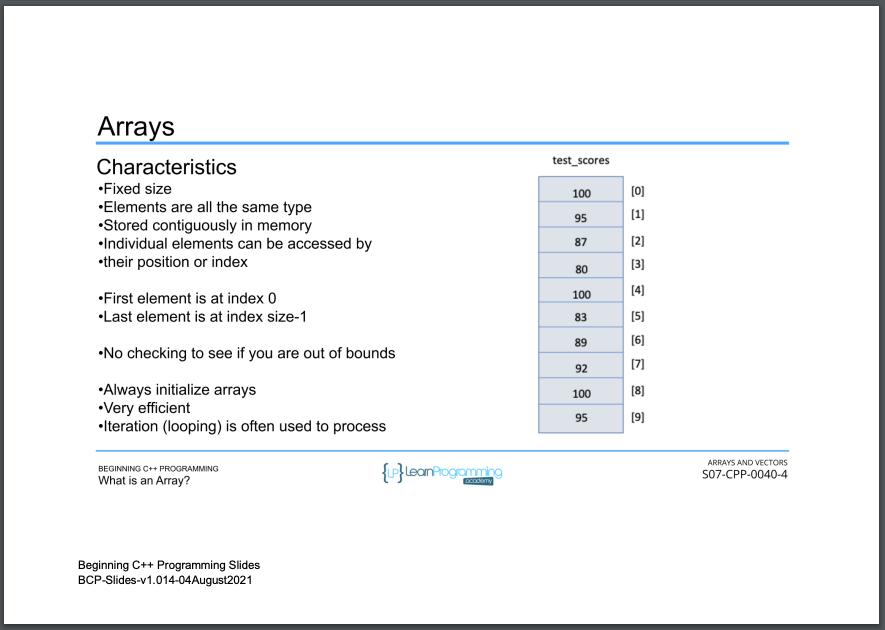 Arrays
Characteristics
•Fixed size
•Elements are all the same type
•Stored contiguously in memory
•Individual elements can be accessed by
•their position or index
•First element is at index 0
•Last element is at index size-1
•No checking to see if you are out of bounds
•Always initialize arrays
•Very efficient
•Iteration (looping) is often used to process
test_scores
100 [0]
95 [1]
87 [2]
80 [3]
100 [4]
83 [5]
89 [6]
92 [7]
100 [8]
95 [9]
BEGINNING C++ PROGRAMMING
What is an Array?
{LP} LearnProgramming
academy
ARRAYS AND VECTORS
S07-CPP-0040-4
Beginning C++ Programming Slides
BCP-Slides-v1.014-04August2021